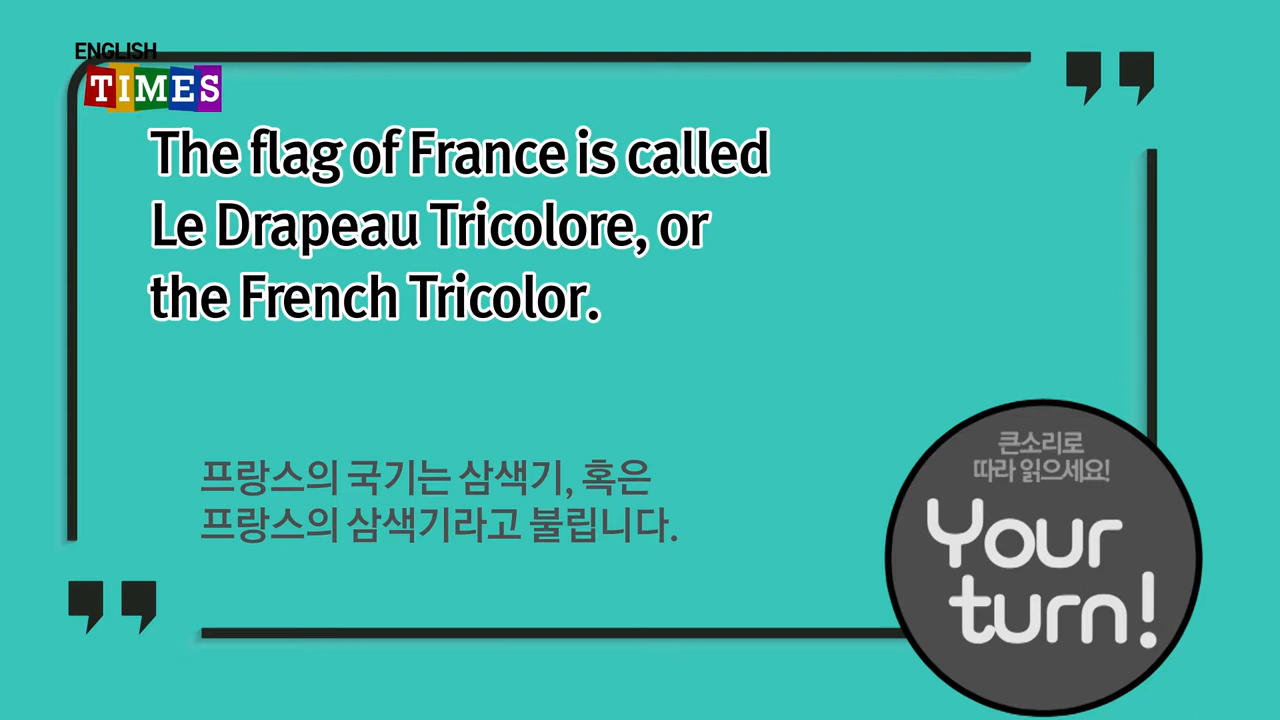 ENGLISH
TIMES
The flag of France is called
Le Drapeau Tricolore, or
the French Tricolor.
프랑스의 국기는 삼색기, 혹은
프랑스의 삼색기라고 불립니다.
큰소리로
따라 읽으세요!
Your
turn!